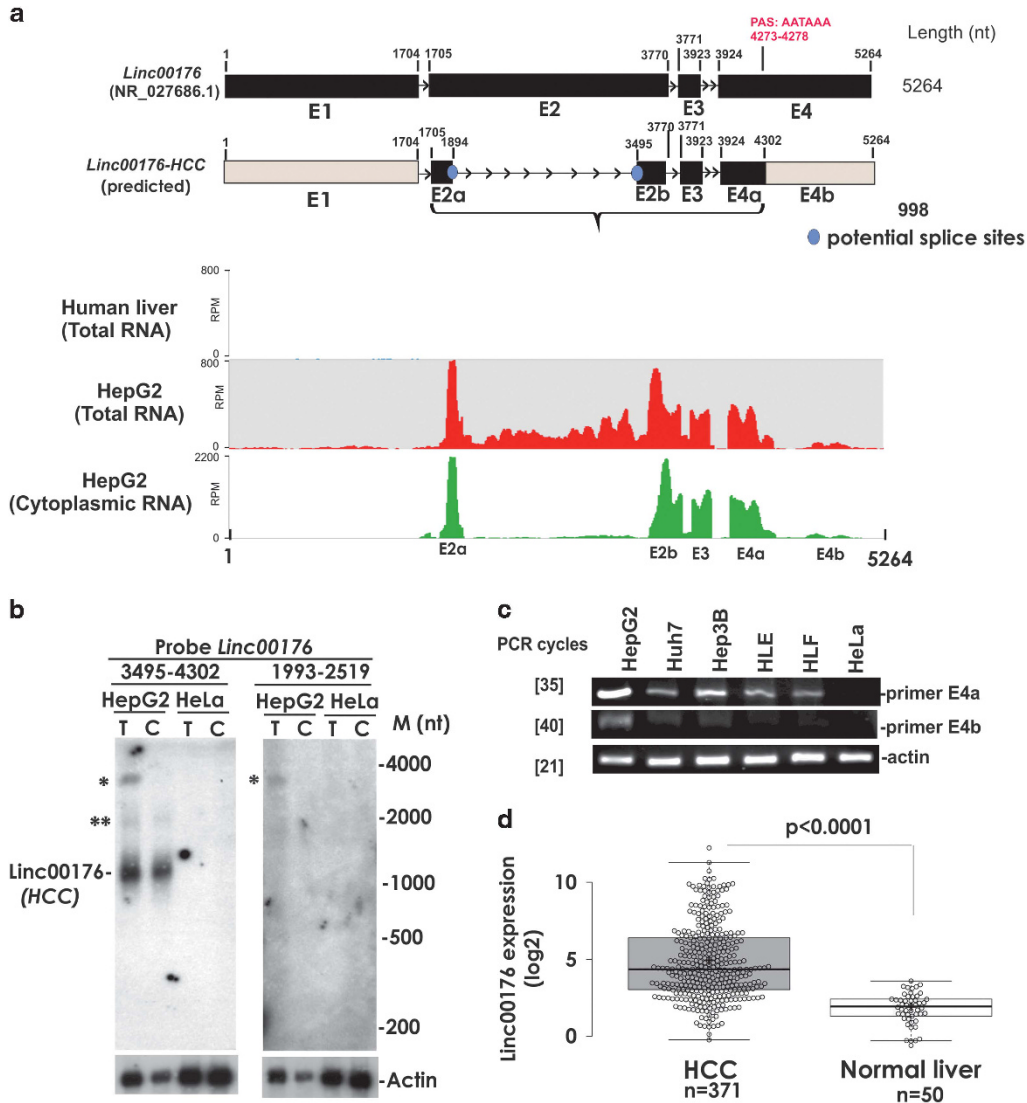 a
PAS: AATAAA
4273-4278
Length (nt)
1 1704 1705 3770 3771 3923 3924 5264
Linc00176
(NR_027686.1)
5264
E1 E2 E3 E4
1 1704 1705 1894 3495 3770 3771 3923 3924 4302 5264
Linc00176-HCC
(predicted)
E1 E2a E2b E3 E4a E4b
998
potential splice sites
Human liver
(Total RNA)
800
RPM
0
HepG2
(Total RNA)
800
RPM
0
HepG2
(Cytoplasmic RNA)
2200
RPM
0
1 E2a E2b E3 E4a E4b 5264
b
Probe Linc00176
3495-4302 1993-2519
HepG2 HeLa HepG2 HeLa
T C T C T C T C M (nt)
-4000
* *
** -2000
Linc00176-
(HCC)
-1000
-500
-200
-Actin
c
PCR cycles
HepG2 Huh7 Hep3B HLE HLF HeLa
[35] -primer E4a
[40] -primer E4b
[21] -actin
d
p<0.0001
Linc00176 expression
(log2)
10
5
0
HCC Normal liver
n=371 n=50